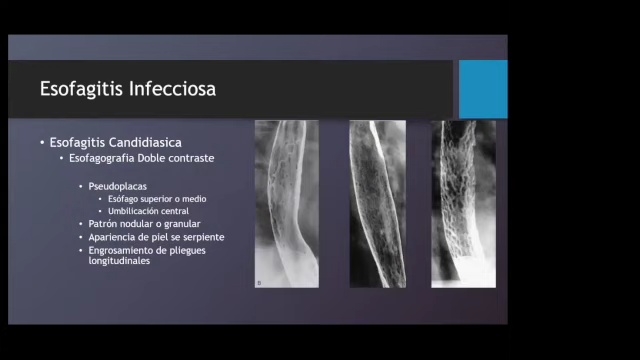 Esofagitis Infecciosa
• Esofagitis Candidiasica
• Esofagografia Doble contraste
• Pseudoplacas
• Esófago superior o medio
• Umbilicación central
• Patrón nodular o granular
• Apariencia de piel se serpiente
• Engrosamiento de pliegues
longitudinales
B